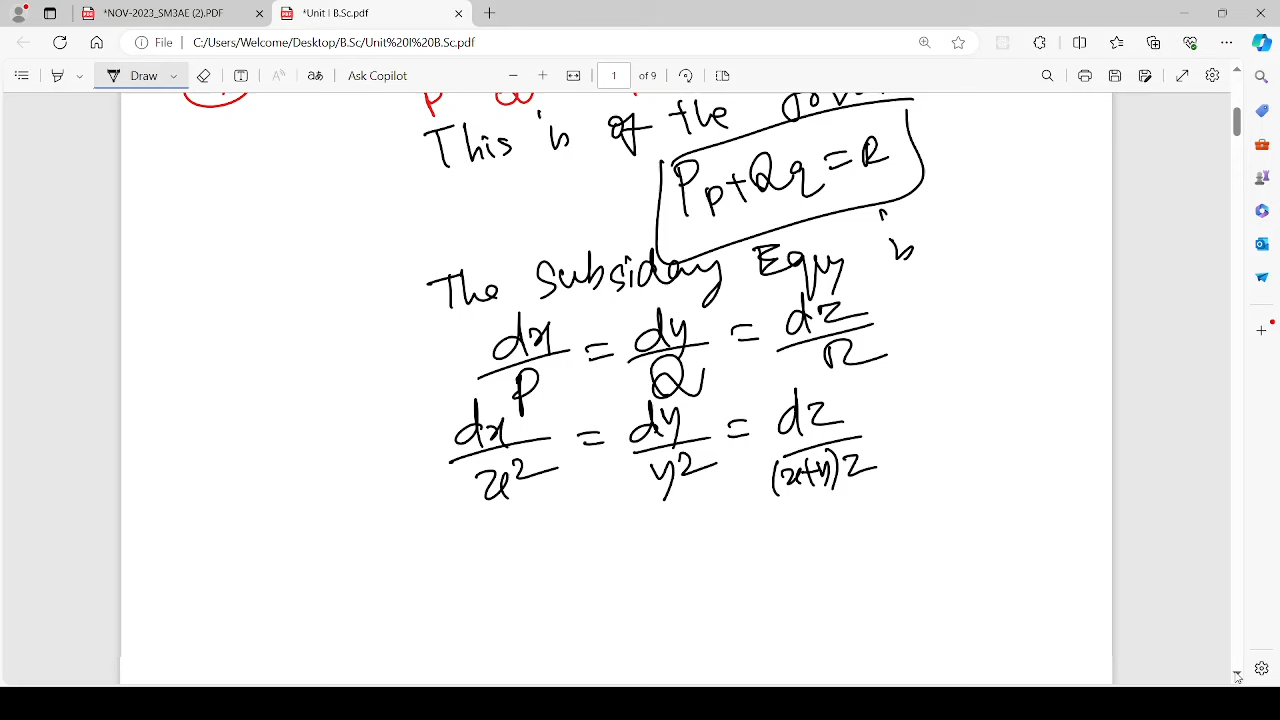 *NOV-2023_SM3AE (2).PDF
*Unit I B.Sc.pdf
File C:/Users/Welcome/Desktop/B.Sc/Unit%20I%20B.Sc.pdf
Draw Ask Copilot 1 of 9
P
This is of the
Pp+Qq=R
The Subsiday Eqn is
dx/P = dy/Q = dz/R
dx/x² = dy/y² = dz/(x+y)z